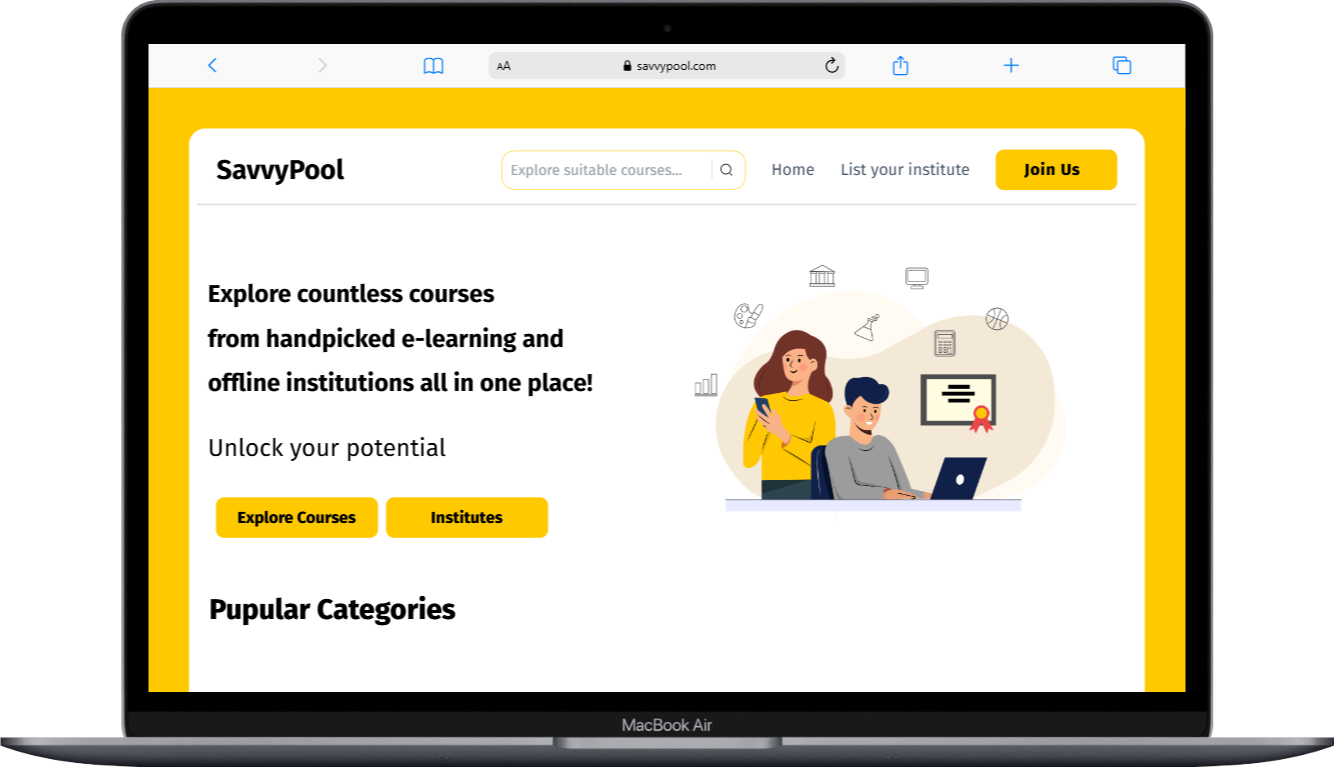 AA savvypool.com
SavvyPool
Explore suitable courses...
Home
List your institute
Join Us
Explore countless courses
from handpicked e-learning and
offline institutions all in one place!
Unlock your potential
Explore Courses
Institutes
Pupular Categories
MacBook Air